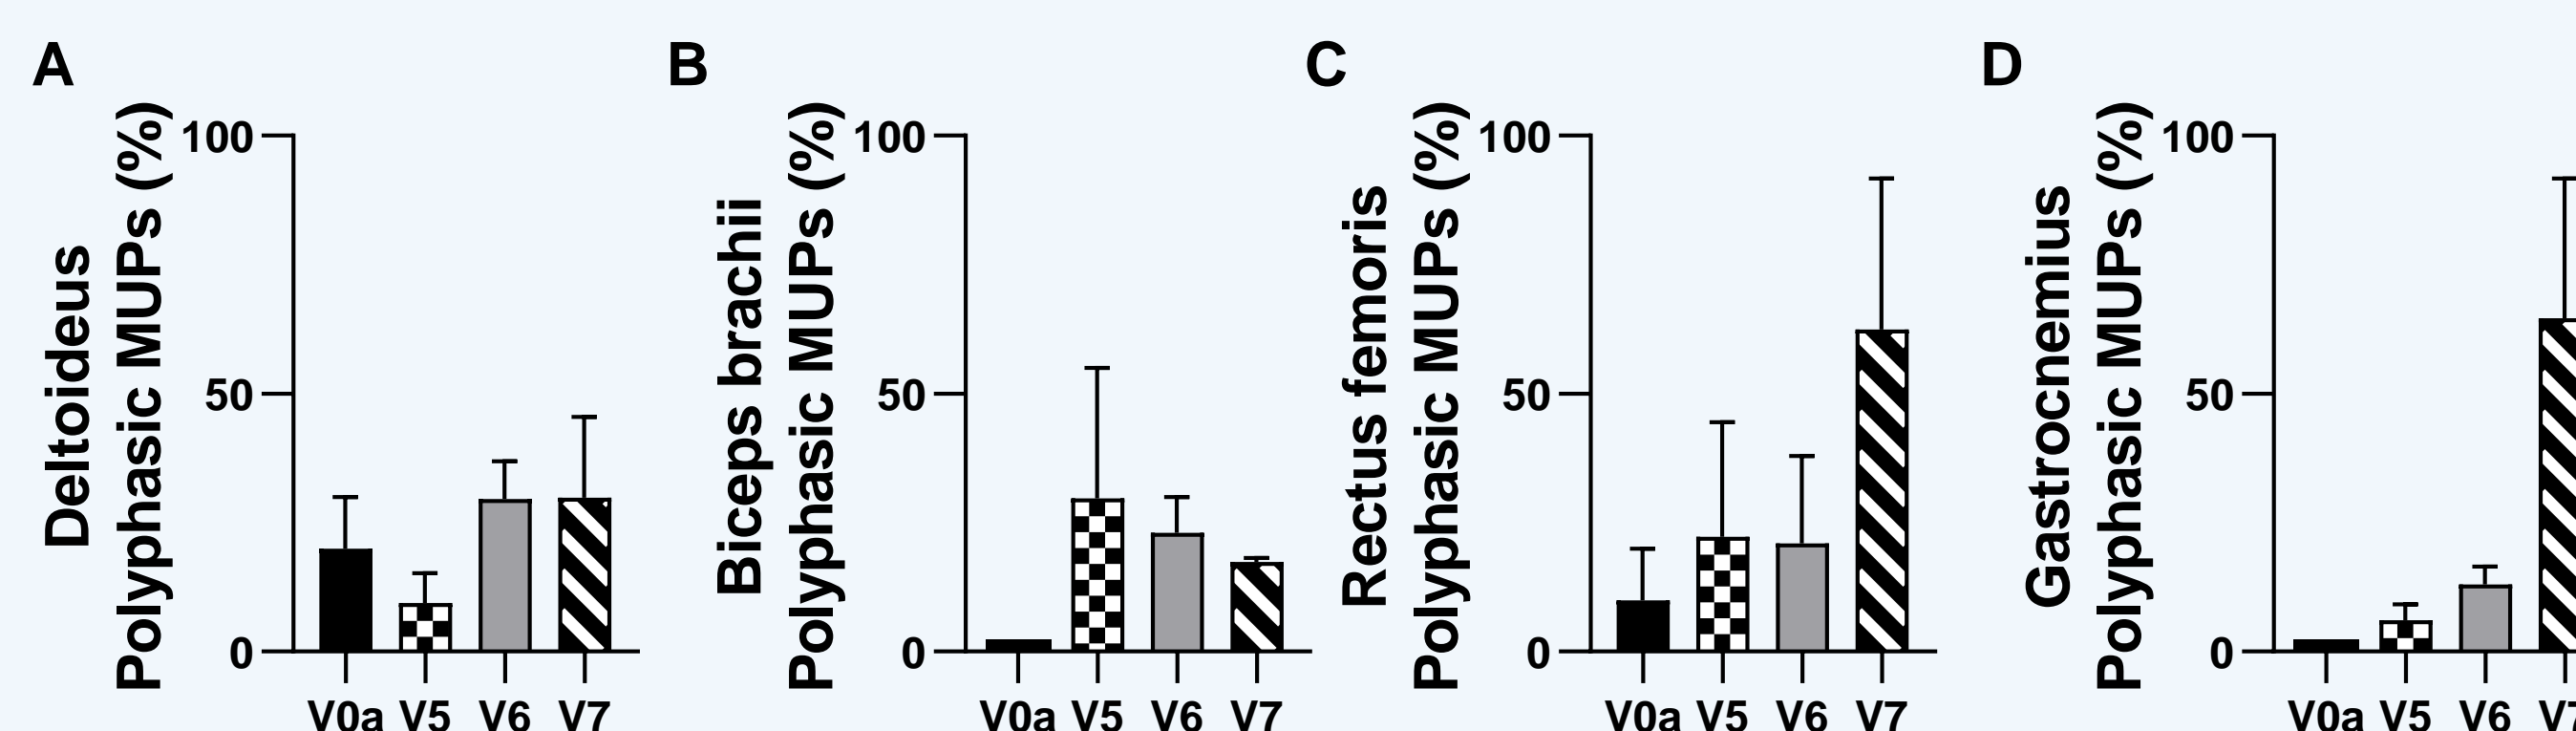 A
Deltoideus
Polyphasic MUPs (%)
100
50
0
V0a V5 V6 V7
B
Biceps brachii
Polyphasic MUPs (%)
100
50
0
V0a V5 V6 V7
C
Rectus femoris
Polyphasic MUPs (%)
100
50
0
V0a V5 V6 V7
D
Gastrocnemius
Polyphasic MUPs (%)
100
50
0
V0a V5 V6 V7